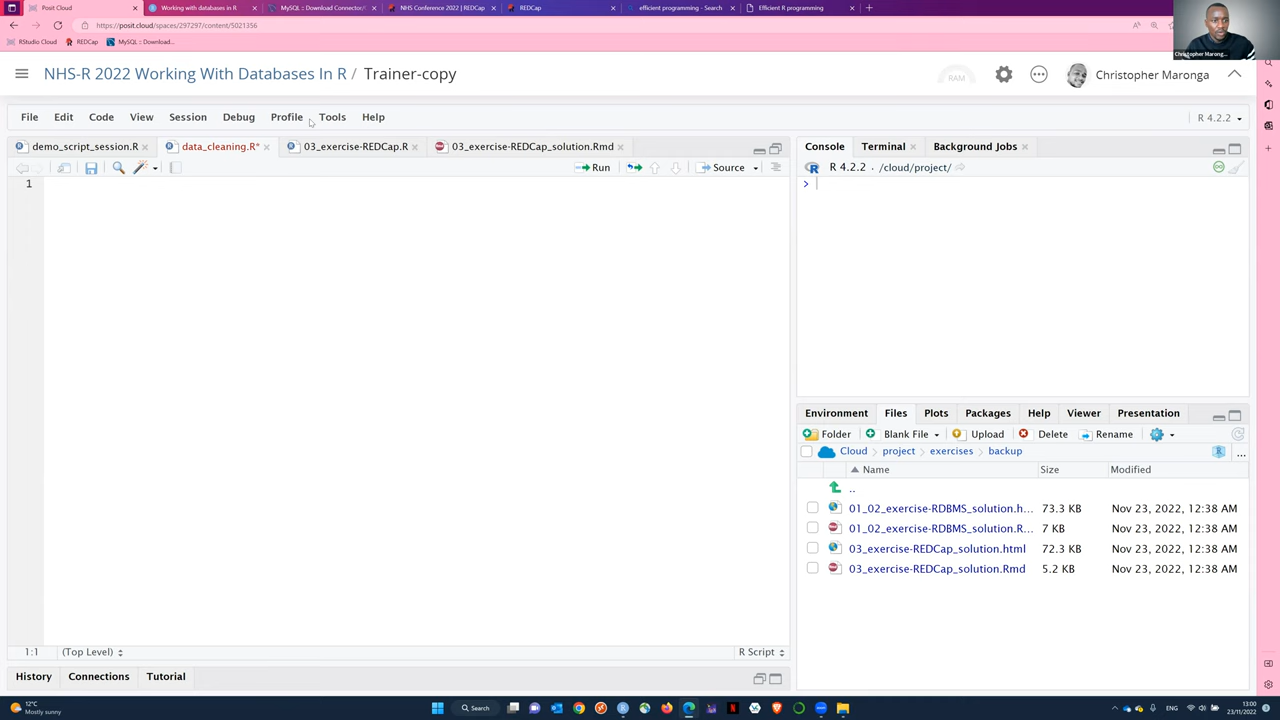 Posit Cloud
Working with databases in R
MySQL :: Download Connector/
NHS Conference 2022 | REDCap
REDCap
efficient programming - Search
Efficient R programming
https://posit.cloud/spaces/297297/content/5021356
RStudio Cloud
REDCap
MySQL :: Download...
Christopher Marong...
NHS-R 2022 Working With Databases In R / Trainer-copy
RAM
Christopher Maronga
File Edit Code View Session Debug Profile Tools Help
R 4.2.2
demo_script_session.R
data_cleaning.R*
03_exercise-REDCap.R
03_exercise-REDCap_solution.Rmd
Run
Source
1
1:1 (Top Level)
R Script
History Connections Tutorial
Console Terminal Background Jobs
R 4.2.2 . /cloud/project/
>
Environment Files Plots Packages Help Viewer Presentation
Folder Blank File Upload Delete Rename
Cloud project exercises backup
...
Name Size Modified
..
01_02_exercise-RDBMS_solution.h... 73.3 KB Nov 23, 2022, 12:38 AM
01_02_exercise-RDBMS_solution.R... 7 KB Nov 23, 2022, 12:38 AM
03_exercise-REDCap_solution.html 72.3 KB Nov 23, 2022, 12:38 AM
03_exercise-REDCap_solution.Rmd 5.2 KB Nov 23, 2022, 12:38 AM
12°C
Mostly sunny
Search
ENG
13:00
23/11/2022